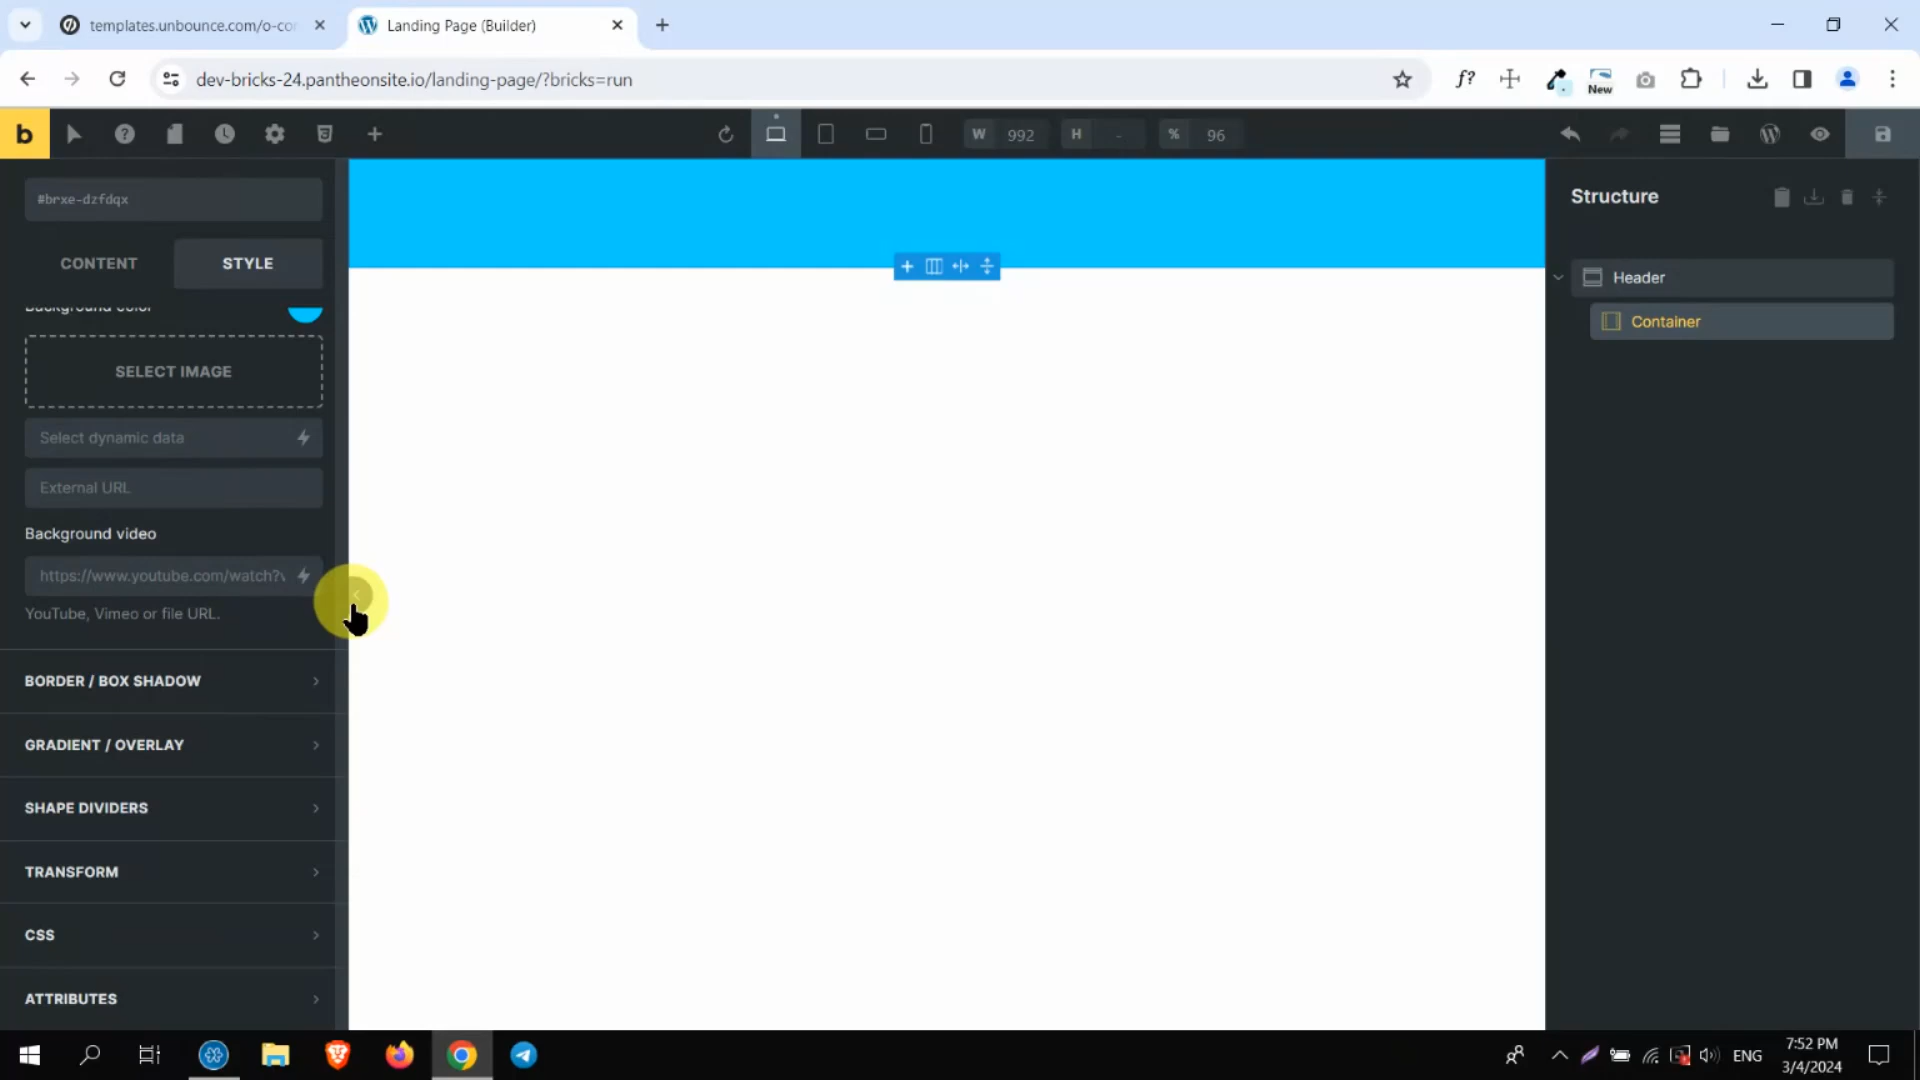 templates.unbounce.com/o-co
Landing Page (Builder)
dev-bricks-24.pantheonsite.io/landing-page/?bricks=run
f?
New
b
W 992 H - % 96
#brxe-dzfdqx
Structure
CONTENT STYLE
Header
Background color
Container
SELECT IMAGE
Select dynamic data
External URL
Background video
https://www.youtube.com/watch?v
YouTube, Vimeo or file URL.
BORDER / BOX SHADOW
GRADIENT / OVERLAY
SHAPE DIVIDERS
TRANSFORM
CSS
ATTRIBUTES
ENG
7:52 PM
3/4/2024